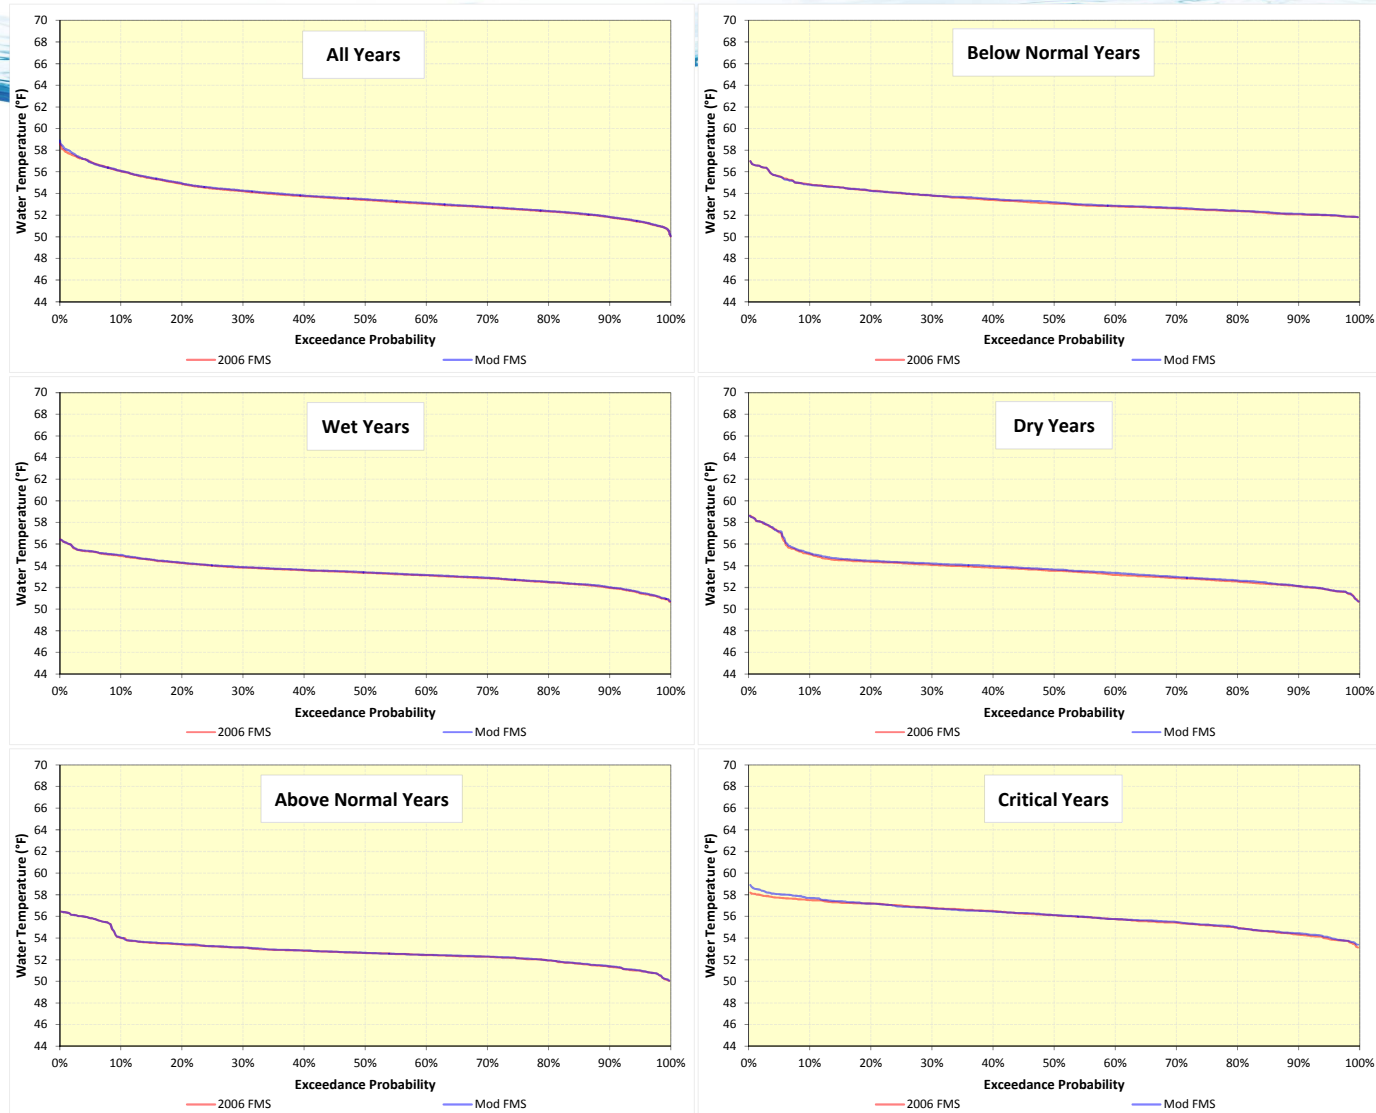 All Years
Water Temperature (°F)
70
68
66
64
62
60
58
56
54
52
50
48
46
44
0% 10% 20% 30% 40% 50% 60% 70% 80% 90% 100%
Exceedance Probability
2006 FMS Mod FMS
Below Normal Years
Water Temperature (°F)
70
68
66
64
62
60
58
56
54
52
50
48
46
44
0% 10% 20% 30% 40% 50% 60% 70% 80% 90% 100%
Exceedance Probability
2006 FMS Mod FMS
Wet Years
Water Temperature (°F)
70
68
66
64
62
60
58
56
54
52
50
48
46
44
0% 10% 20% 30% 40% 50% 60% 70% 80% 90% 100%
Exceedance Probability
2006 FMS Mod FMS
Dry Years
Water Temperature (°F)
70
68
66
64
62
60
58
56
54
52
50
48
46
44
0% 10% 20% 30% 40% 50% 60% 70% 80% 90% 100%
Exceedance Probability
2006 FMS Mod FMS
Above Normal Years
Water Temperature (°F)
70
68
66
64
62
60
58
56
54
52
50
48
46
44
0% 10% 20% 30% 40% 50% 60% 70% 80% 90% 100%
Exceedance Probability
2006 FMS Mod FMS
Critical Years
Water Temperature (°F)
70
68
66
64
62
60
58
56
54
52
50
48
46
44
0% 10% 20% 30% 40% 50% 60% 70% 80% 90% 100%
Exceedance Probability
2006 FMS Mod FMS